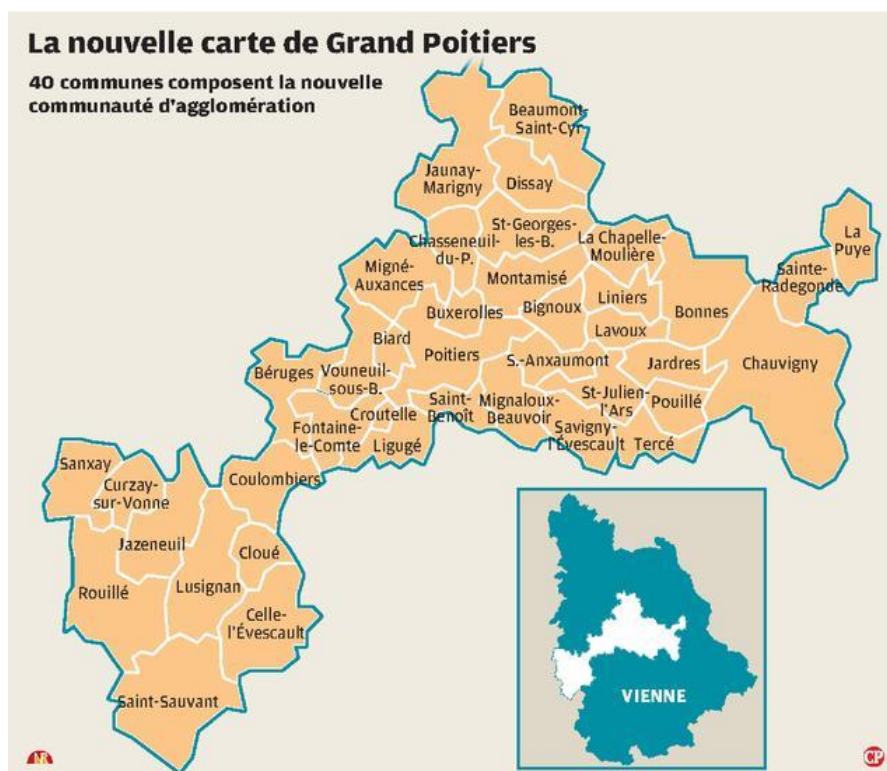 La nouvelle carte de Grand Poitiers
40 communes composent la nouvelle
communauté d'agglomération
Beaumont-
Saint-Cyr
Jaunay-
Marigny
Dissay
St-Georges-
les-B.
La Chapelle-
Moulière
La
Puye
Chasseneuil-
du-P.
Sainte-
Radegonde
Migné-
Auxances
Montamisé
Liniers
Bonnes
Buxerolles
Bignoux
Lavoux
Biard
Poitiers
S.-Anxaumont
Jardres
Chauvigny
Béruges
Vouneuil-
sous-B.
St-Julien-
l'Ars
Pouillé
Saint-
Benoît
Mignaloux-
Beauvoir
Croutelle
Fontaine-
le-Comte
Ligugé
Savigny-
l'Évescault
Tercé
Sanxay
Curzay-
sur-Vonne
Coulombiers
Jazeneuil
Cloué
Rouillé
Lusignan
Celle-
l'Évescault
Saint-Sauvant
VIENNE
NR
CP